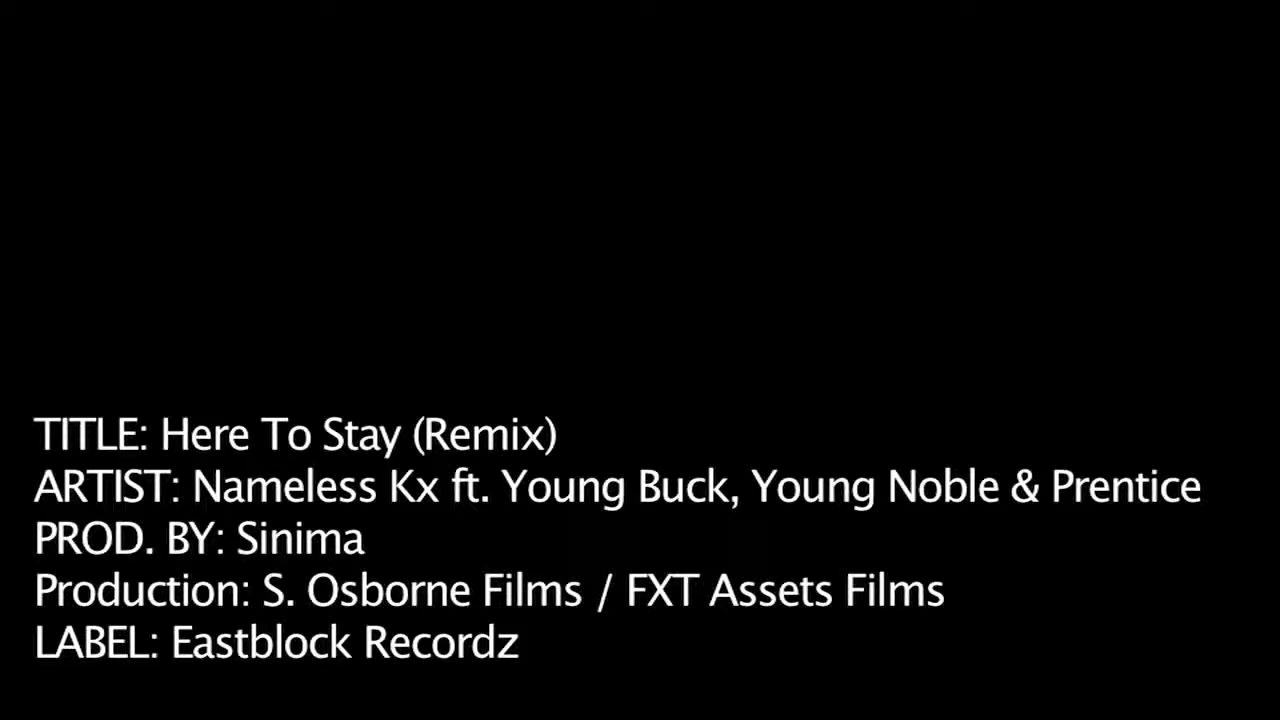 TITLE: Here To Stay (Remix)
ARTIST: Nameless Kx ft. Young Buck, Young Noble & Prentice
PROD. BY: Sinima
Production: S. Osborne Films / FXT Assets Films
LABEL: Eastblock Recordz